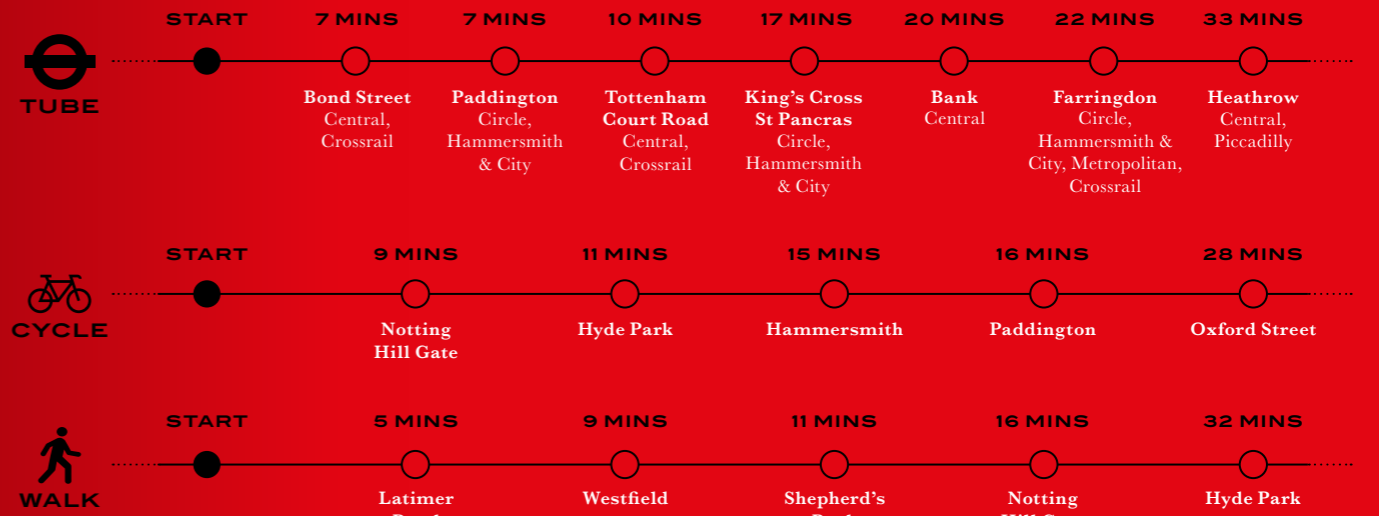 START 7 MINS 7 MINS 10 MINS 17 MINS 20 MINS 22 MINS 33 MINS
TUBE
Bond Street
Central,
Crossrail
Paddington
Circle,
Hammersmith
& City
Tottenham
Court Road
Central,
Crossrail
King's Cross
St Pancras
Circle,
Hammersmith
& City
Bank
Central
Farringdon
Circle,
Hammersmith &
City, Metropolitan,
Crossrail
Heathrow
Central,
Piccadilly
START 9 MINS 11 MINS 15 MINS 16 MINS 28 MINS
CYCLE
Notting
Hill Gate
Hyde Park
Hammersmith
Paddington
Oxford Street
START 5 MINS 9 MINS 11 MINS 16 MINS 32 MINS
WALK
Latimer
Westfield
Shepherd's
Notting
Hyde Park